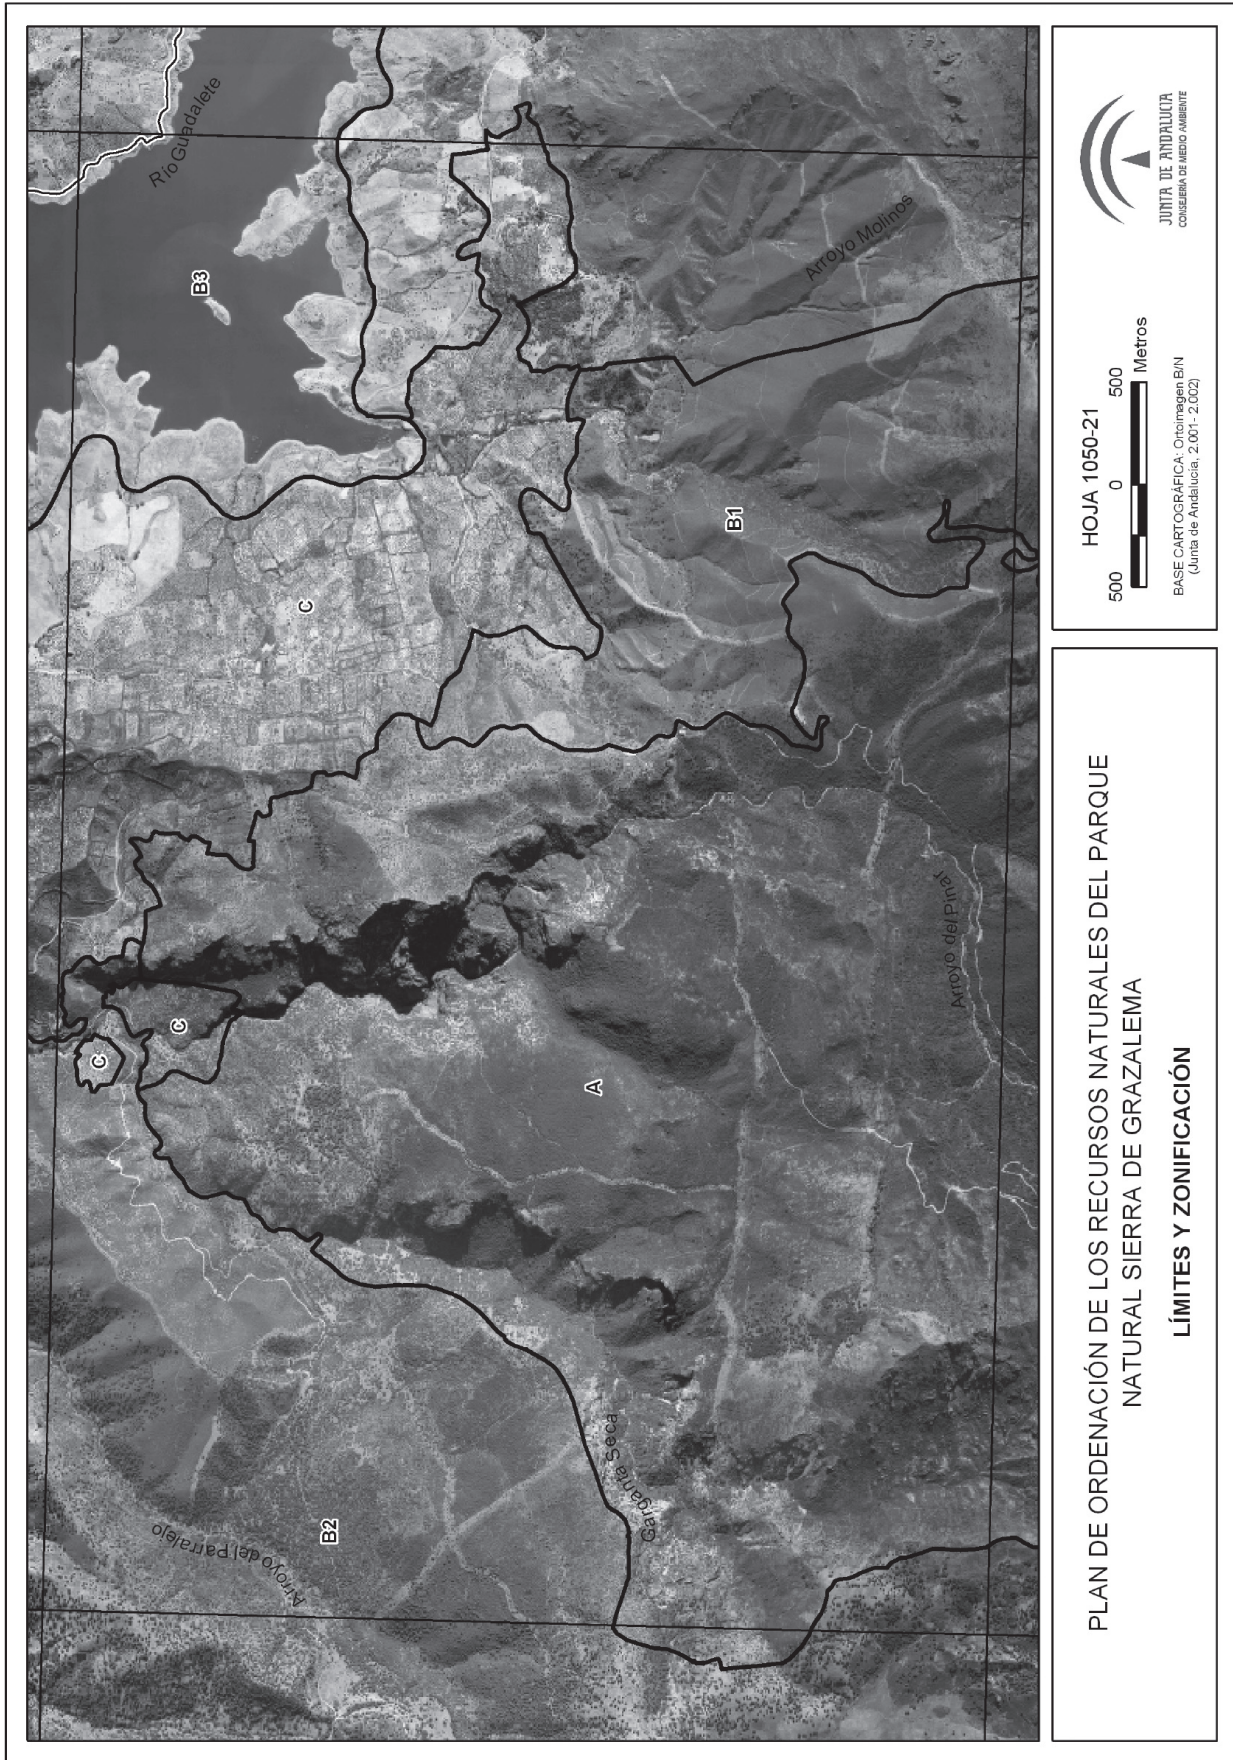 Río Guadalete
B3
C
B1
Arroyo Molinos
C
C
A
Arroyo del Pinar
B2
Arroyo del Parralejo
Garganta Seca
PLAN DE ORDENACIÓN DE LOS RECURSOS NATURALES DEL PARQUE
NATURAL SIERRA DE GRAZALEMA
LÍMITES Y ZONIFICACIÓN
HOJA 1050-21
500 0 500
Metros
BASE CARTOGRÁFICA: Ortoimagen B/N
(Junta de Andalucia, 2.001- 2.002)
JUNTA DE ANDALUCIA
CONSEJERIA DE MEDIO AMBIENTE